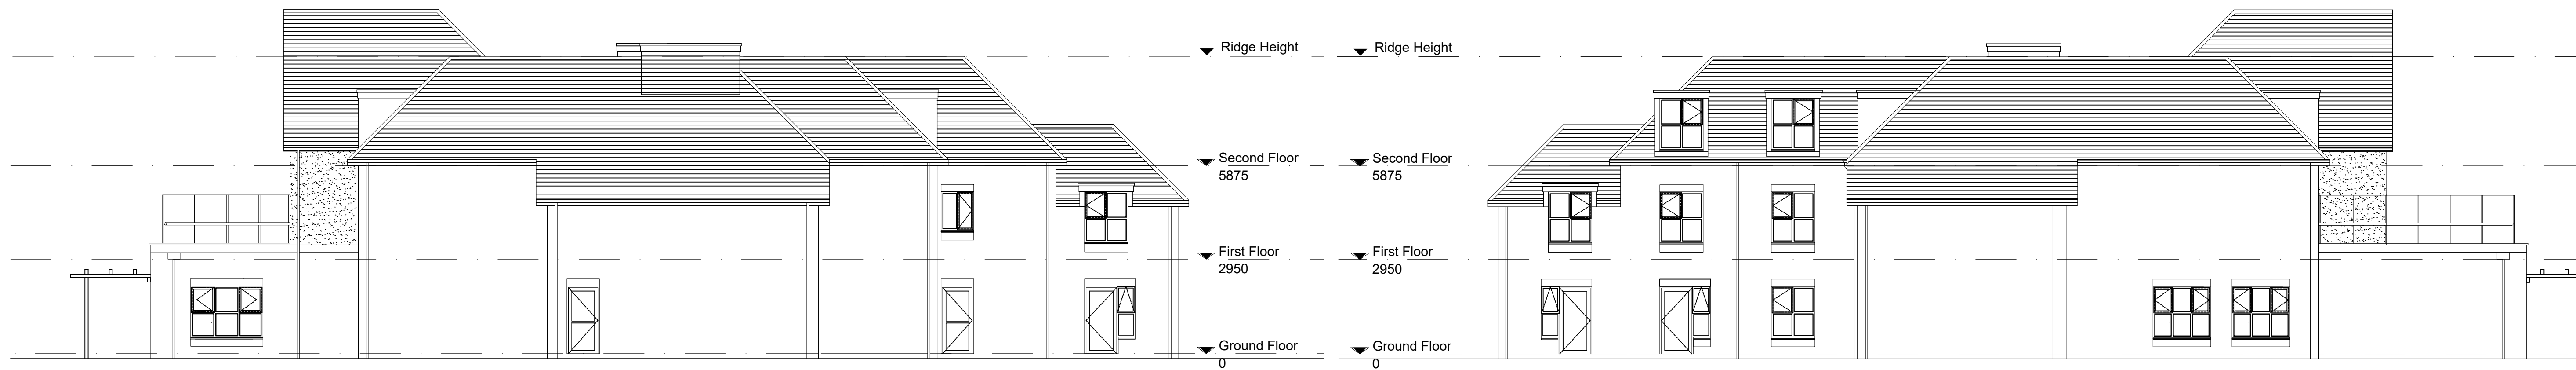 Ridge Height
Ridge Height
Second Floor
5875
Second Floor
5875
First Floor
2950
First Floor
2950
Ground Floor
0
Ground Floor
0